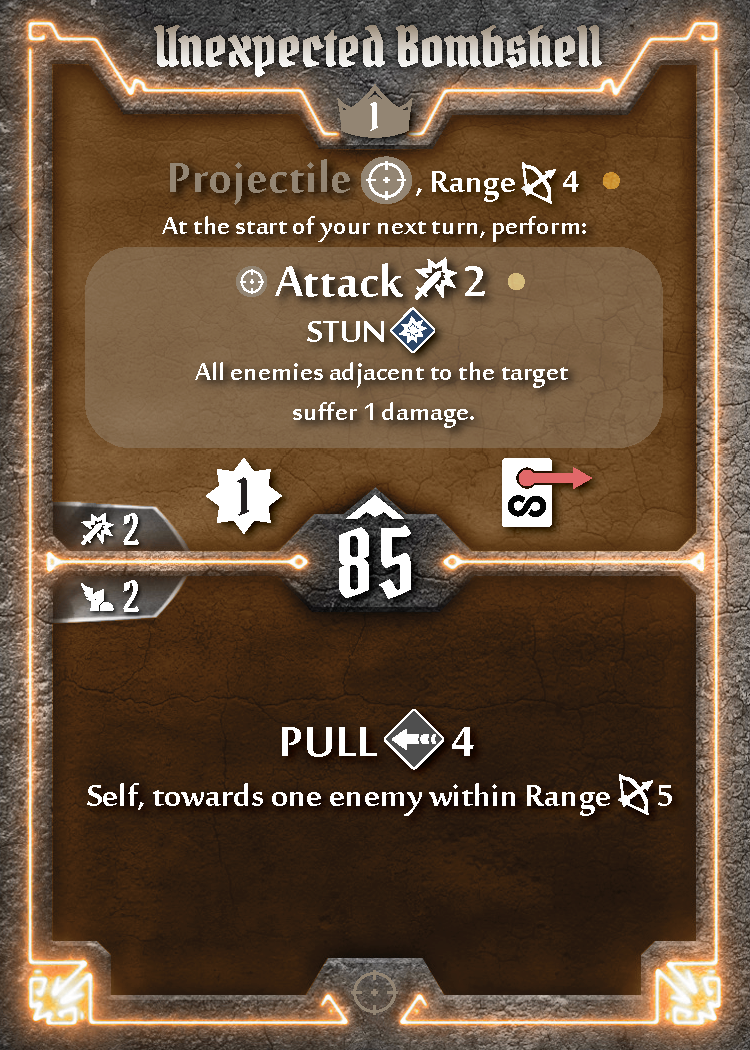 Unexpected Bombshell
1
Projectile , Range 4
At the start of your next turn, perform:
Attack 2
STUN
All enemies adjacent to the target
suffer 1 damage.
1
2
85
2
PULL 4
Self, towards one enemy within Range 5